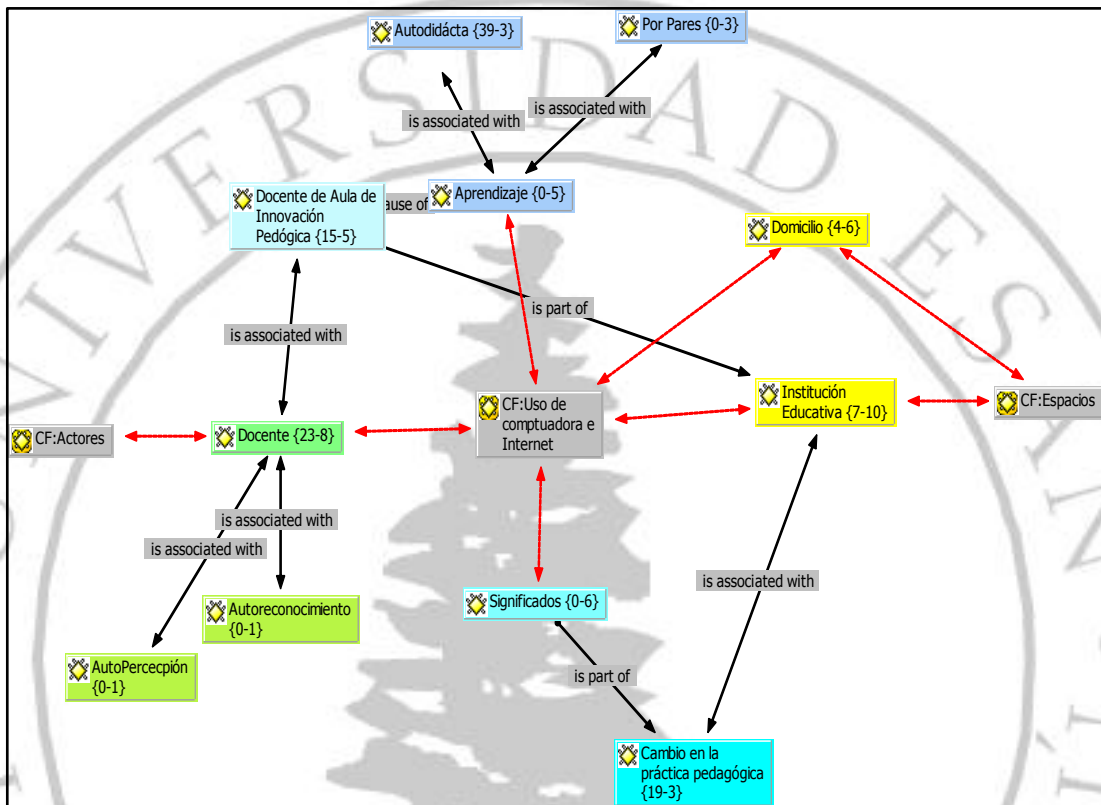 Autodidácta {39-3}
Por Pares {0-3}
is associated with
is associated with
Docente de Aula de
Innovación
Pedógica {15-5}
ause of
Aprendizaje {0-5}
Domicilio {4-6}
is part of
is associated with
CF:Uso de
comptuadora e
Internet
Institución
Educativa {7-10}
CF:Espacios
CF:Actores
Docente {23-8}
is associated with
is associated with
is associated with
Autoreconocimiento
{0-1}
Significados {0-6}
AutoPercecpión
{0-1}
is part of
Cambio en la
práctica pedagógica
{19-3}